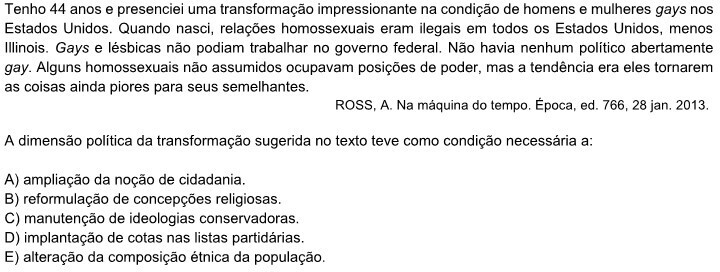 Tenho 44 anos e presenciei uma transformação impressionante na condição de homens e mulheres gays nos
Estados Unidos. Quando nasci, relações homossexuais eram ilegais em todos os Estados Unidos, menos
Illinois. Gays e lésbicas não podiam trabalhar no governo federal. Não havia nenhum político abertamente
gay. Alguns homossexuais não assumidos ocupavam posições de poder, mas a tendência era eles tornarem
as coisas ainda piores para seus semelhantes.
ROSS, A. Na máquina do tempo. Época, ed. 766, 28 jan. 2013.
A dimensão política da transformação sugerida no texto teve como condição necessária a:
A) ampliação da noção de cidadania.
B) reformulação de concepções religiosas.
C) manutenção de ideologias conservadoras.
D) implantação de cotas nas listas partidárias.
E) alteração da composição étnica da população.